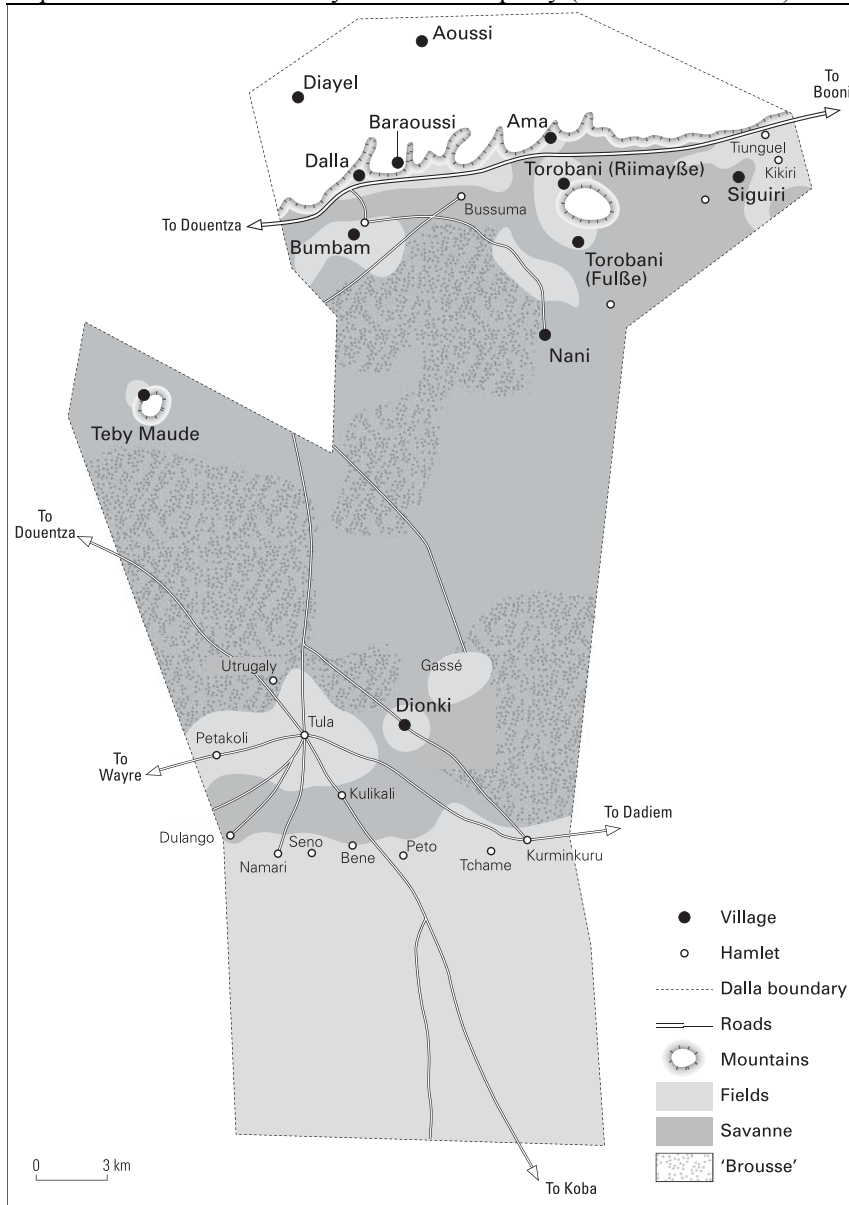 Aoussi
To
Booni
Diayel
Baraoussi
Ama
Tiunguel
Dalla
Torobani (Riimayße)
Kikiri
Siguiri
Bussuma
To Douentza
Bumbam
Torobani
(Fulße)
Nani
Teby Maude
To
Douentza
Utrugaly
Gassé
Dionki
Tula
Petakoli
To
Wayre
Kulikali
To Dadiem
Dulango
Seno
Namari
Bene
Peto
Tchame
Kurminkuru
Village
Hamlet
Dalla boundary
Roads
Mountains
Fields
Savanne
'Brousse'
0 3 km
To Koba